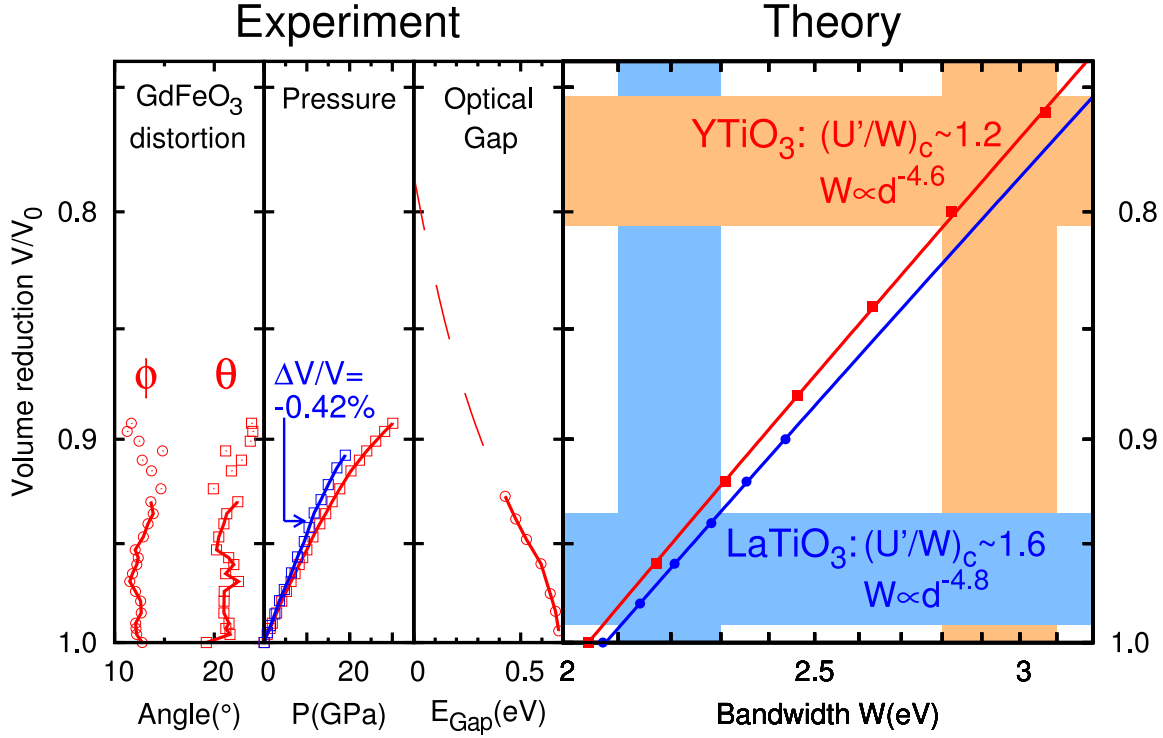 Experiment
Theory
GdFeO3
distortion
Pressure
Optical
Gap
YTiO3: (U'/W)c~1.2
W∝d-4.6
Volume reduction V/V0
0.8
0.8
ϕ
θ
ΔV/V=
-0.42%
0.9
0.9
LaTiO3: (U'/W)c~1.6
W∝d-4.8
1.0
1.0
10
20
0
20
0
0.5
2
2.5
3
Angle(°)
P(GPa)
EGap(eV)
Bandwidth W(eV)